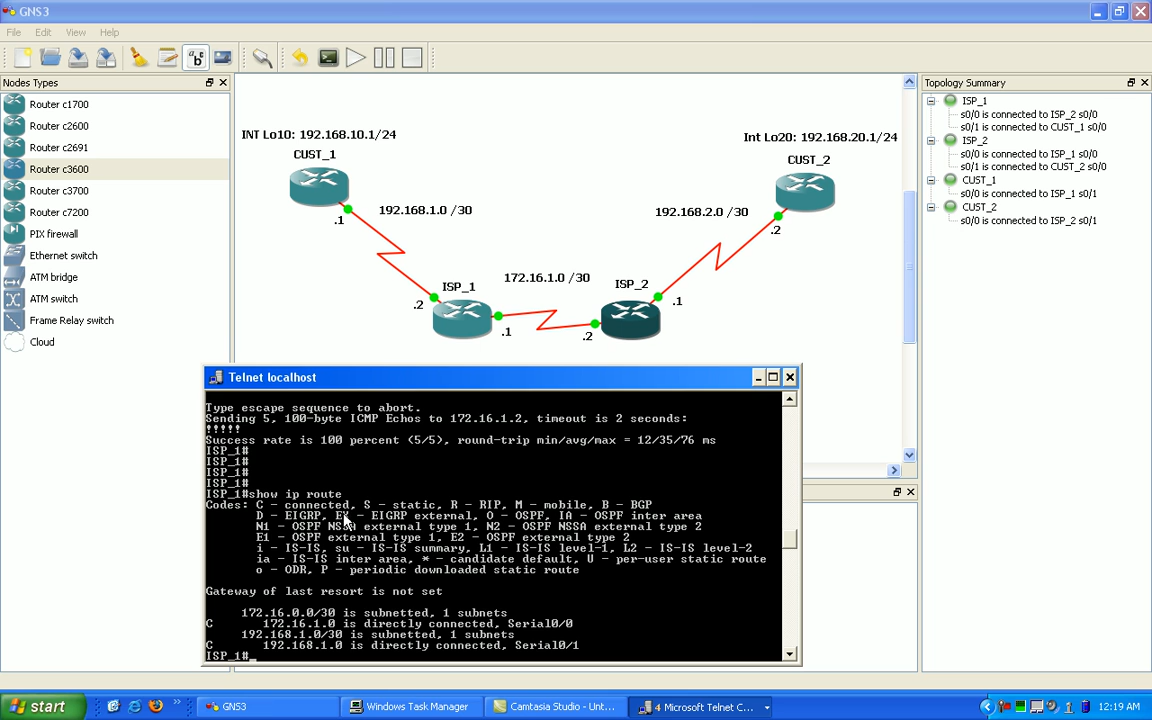 GNS3
File Edit View Help
Nodes Types
Router c1700
Router c2600
Router c2691
Router c3600
Router c3700
Router c7200
PIX firewall
Ethernet switch
ATM bridge
ATM switch
Frame Relay switch
Cloud
INT Lo10: 192.168.10.1/24
CUST_1
192.168.1.0 /30
.1
Int Lo20: 192.168.20.1/24
CUST_2
192.168.2.0 /30
.2
172.16.1.0 /30
ISP_1
ISP_2
.2
.1
.1
.2
Topology Summary
ISP_1
s0/0 is connected to ISP_2 s0/0
s0/1 is connected to CUST_1 s0/0
ISP_2
s0/0 is connected to ISP_1 s0/0
s0/1 is connected to CUST_2 s0/0
CUST_1
s0/0 is connected to ISP_1 s0/1
CUST_2
s0/0 is connected to ISP_2 s0/1
Telnet localhost
Type escape sequence to abort.
Sending 5, 100-byte ICMP Echos to 172.16.1.2, timeout is 2 seconds:
!!!!!
Success rate is 100 percent (5/5), round-trip min/avg/max = 12/35/76 ms
ISP_1#
ISP_1#
ISP_1#
ISP_1#
ISP_1#show ip route
Codes: C - connected, S - static, R - RIP, M - mobile, B - BGP
D - EIGRP, EX - EIGRP external, O - OSPF, IA - OSPF inter area
N1 - OSPF NSSA external type 1, N2 - OSPF NSSA external type 2
E1 - OSPF external type 1, E2 - OSPF external type 2
i - IS-IS, su - IS-IS summary, L1 - IS-IS level-1, L2 - IS-IS level-2
ia - IS-IS inter area, * - candidate default, U - per-user static route
o - ODR, P - periodic downloaded static route
Gateway of last resort is not set
172.16.0.0/30 is subnetted, 1 subnets
C 172.16.1.0 is directly connected, Serial0/0
192.168.1.0/30 is subnetted, 1 subnets
C 192.168.1.0 is directly connected, Serial0/1
ISP_1#_
start
GNS3
Windows Task Manager
Camtasia Studio - Unt...
4 Microsoft Telnet C...
12:19 AM